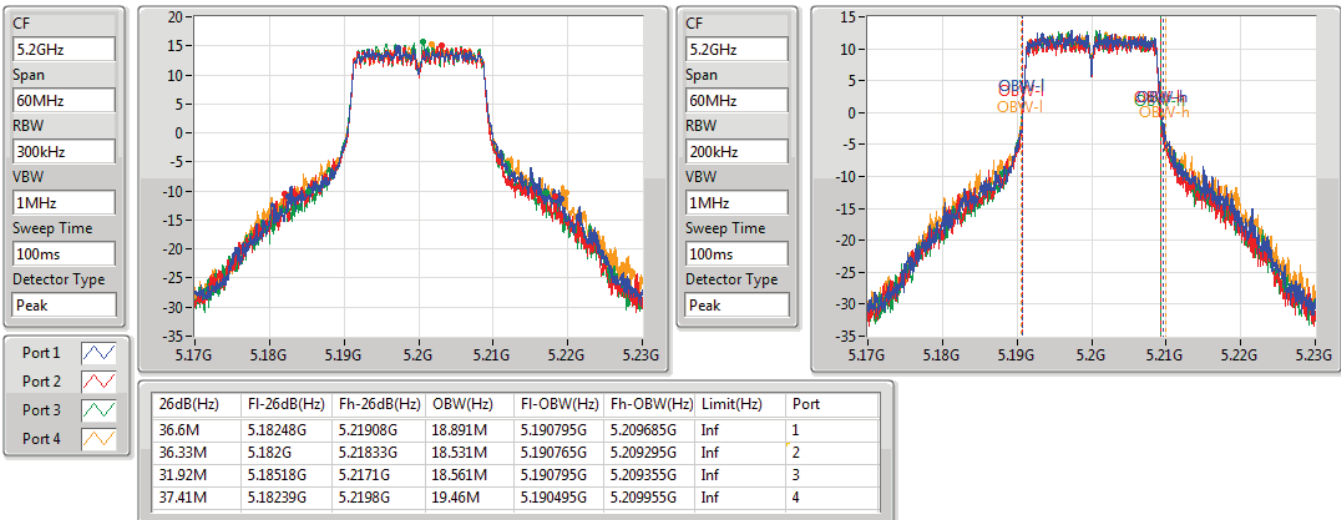 CF
5.2GHz
Span
60MHz
RBW
300kHz
VBW
1MHz
Sweep Time
100ms
Detector Type
Peak
20
15
10
5
0
-5
-10
-15
-20
-25
-30
-35
5.17G 5.18G 5.19G 5.2G 5.21G 5.22G 5.23G
CF
5.2GHz
Span
60MHz
RBW
200kHz
VBW
1MHz
Sweep Time
100ms
Detector Type
Peak
15
10
5
0
-5
-10
-15
-20
-25
-30
-35
OBW-l
OBW-l
OBW-h
OBW-h
5.17G 5.18G 5.19G 5.2G 5.21G 5.22G 5.23G
Port 1
Port 2
Port 3
Port 4
26dB(Hz) Fl-26dB(Hz) Fh-26dB(Hz) OBW(Hz) Fl-OBW(Hz) Fh-OBW(Hz) Limit(Hz) Port
36.6M 5.18248G 5.21908G 18.891M 5.190795G 5.209685G Inf 1
36.33M 5.182G 5.21833G 18.531M 5.190765G 5.209295G Inf 2
31.92M 5.18518G 5.2171G 18.561M 5.190795G 5.209355G Inf 3
37.41M 5.18239G 5.2198G 19.46M 5.190495G 5.209955G Inf 4